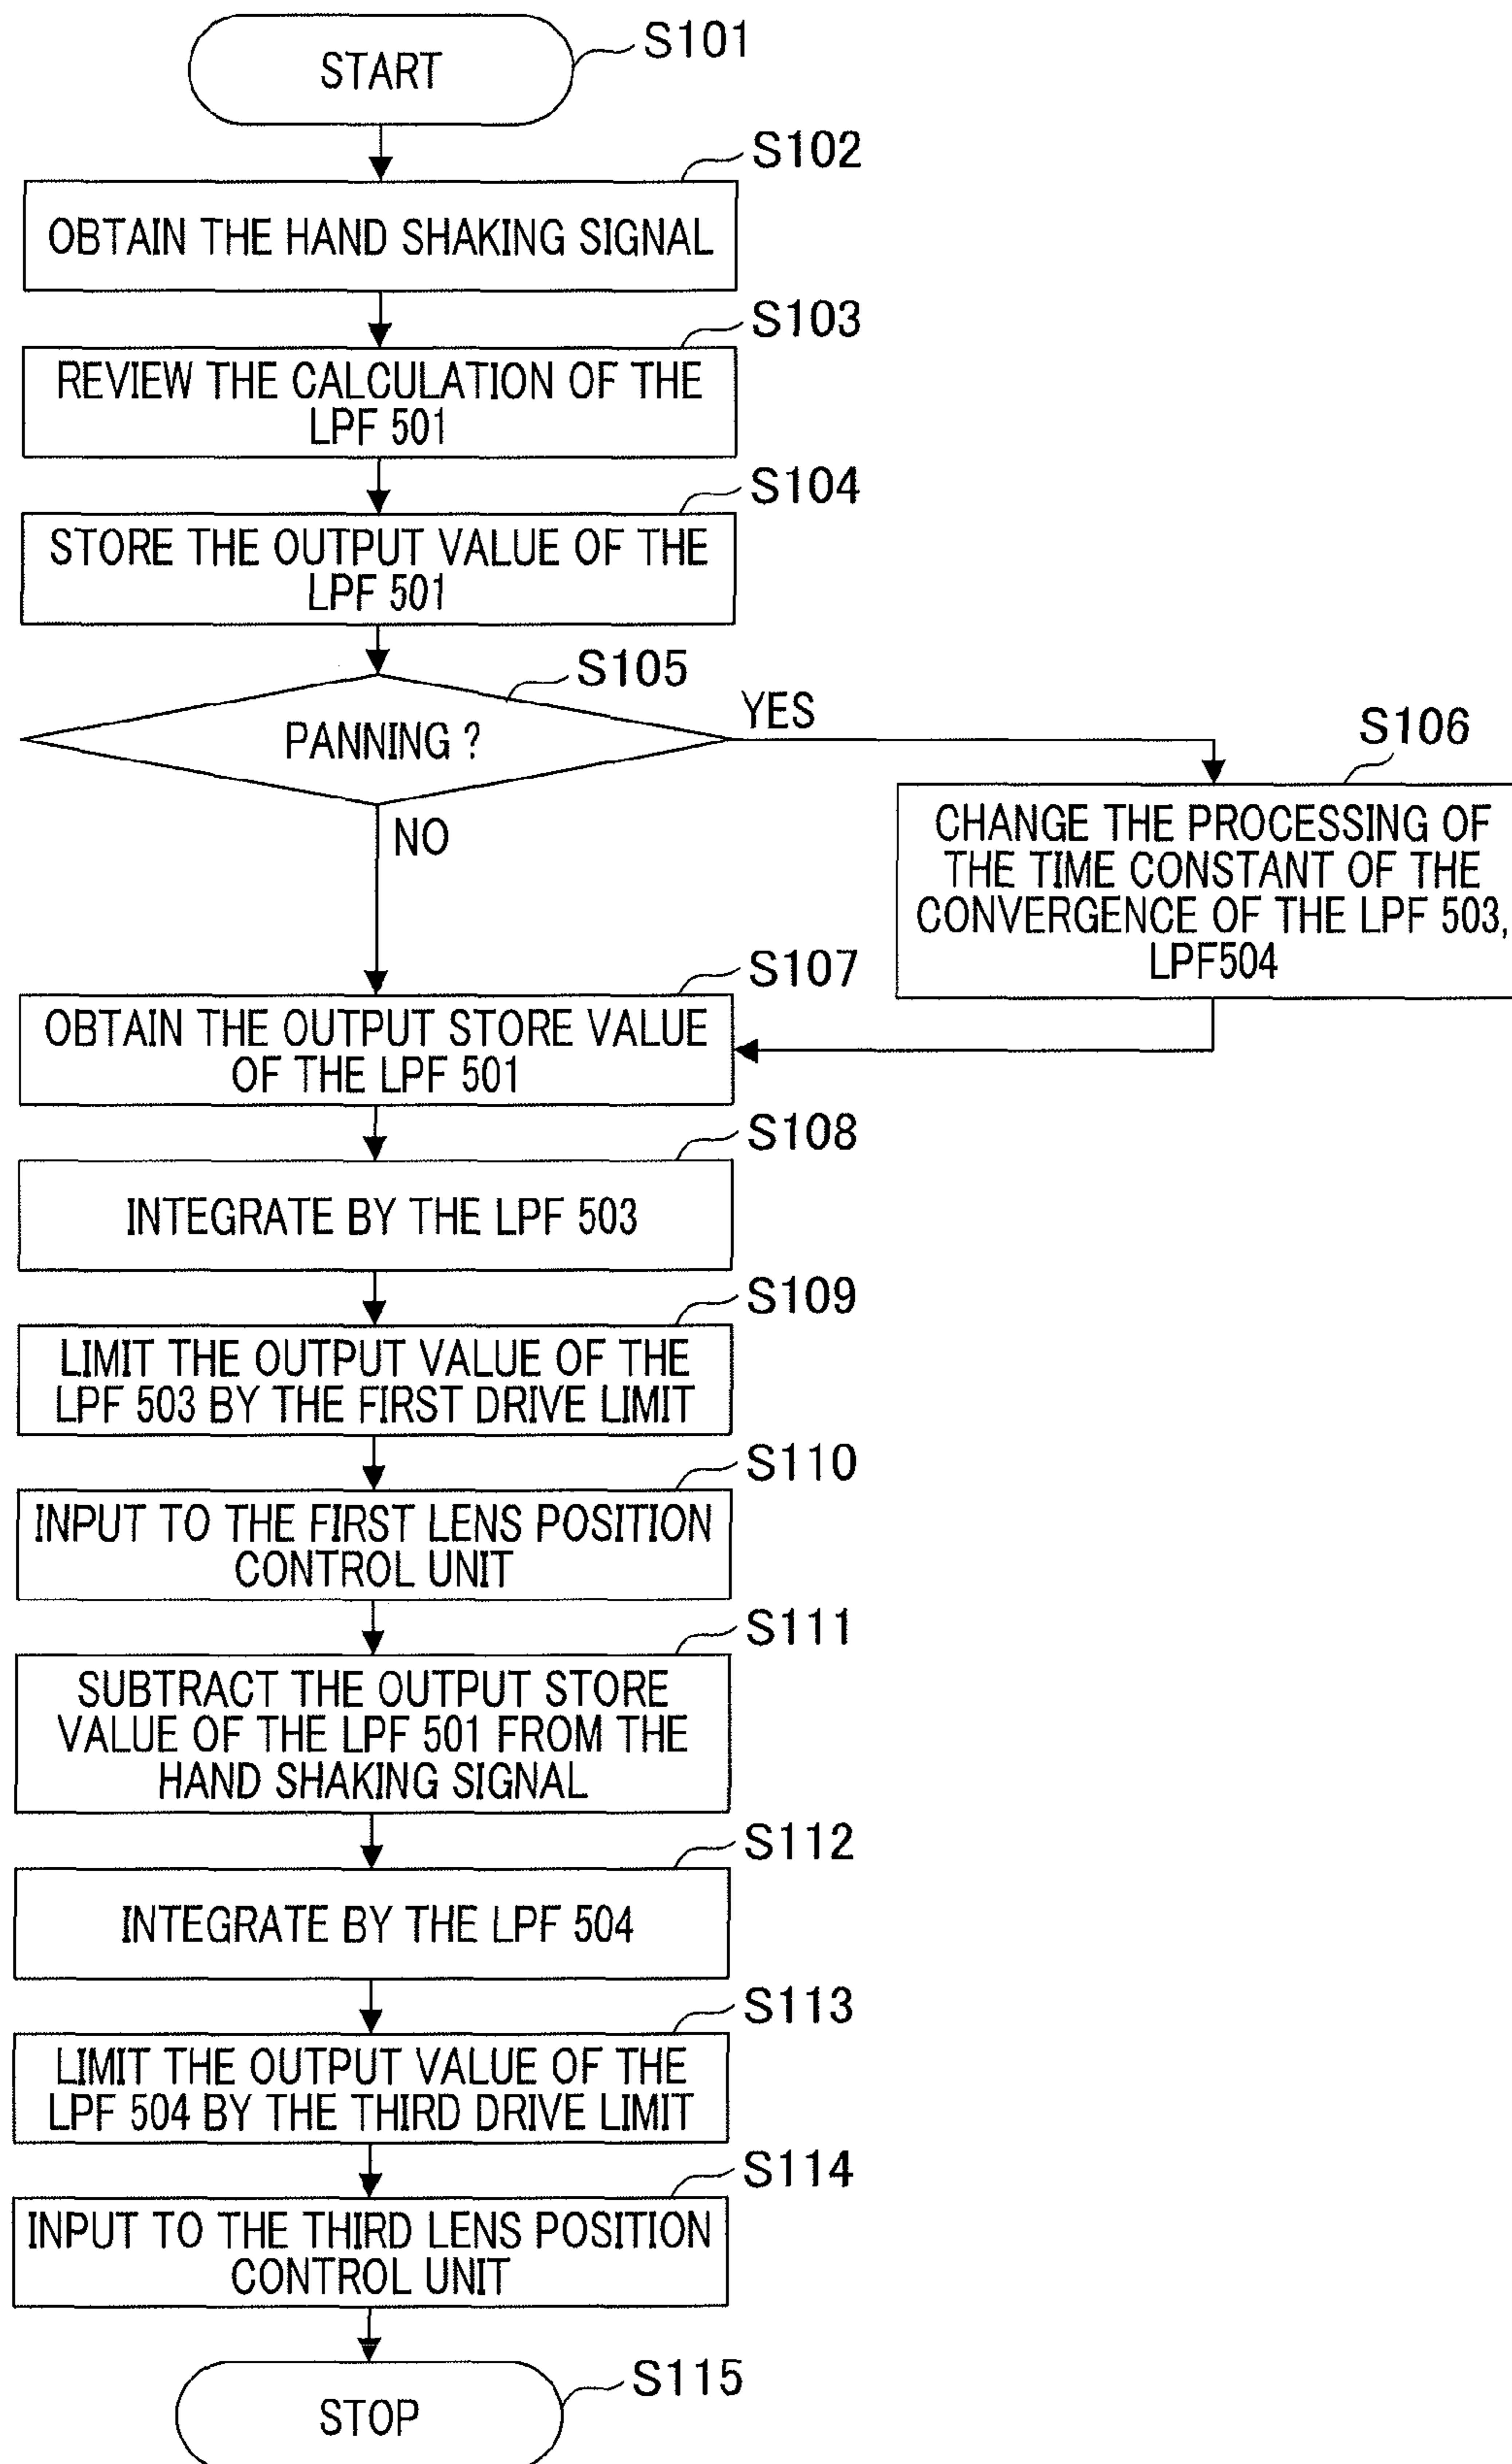 START
S101
S102
OBTAIN THE HAND SHAKING SIGNAL
S103
REVIEW THE CALCULATION OF THE
LPF 501
S104
STORE THE OUTPUT VALUE OF THE
LPF 501
S105
PANNING ?
YES
NO
S106
CHANGE THE PROCESSING OF
THE TIME CONSTANT OF THE
CONVERGENCE OF THE LPF 503,
LPF504
S107
OBTAIN THE OUTPUT STORE VALUE
OF THE LPF 501
S108
INTEGRATE BY THE LPF 503
S109
LIMIT THE OUTPUT VALUE OF THE
LPF 503 BY THE FIRST DRIVE LIMIT
S110
INPUT TO THE FIRST LENS POSITION
CONTROL UNIT
S111
SUBTRACT THE OUTPUT STORE
VALUE OF THE LPF 501 FROM THE
HAND SHAKING SIGNAL
S112
INTEGRATE BY THE LPF 504
S113
LIMIT THE OUTPUT VALUE OF THE
LPF 504 BY THE THIRD DRIVE LIMIT
S114
INPUT TO THE THIRD LENS POSITION
CONTROL UNIT
S115
STOP